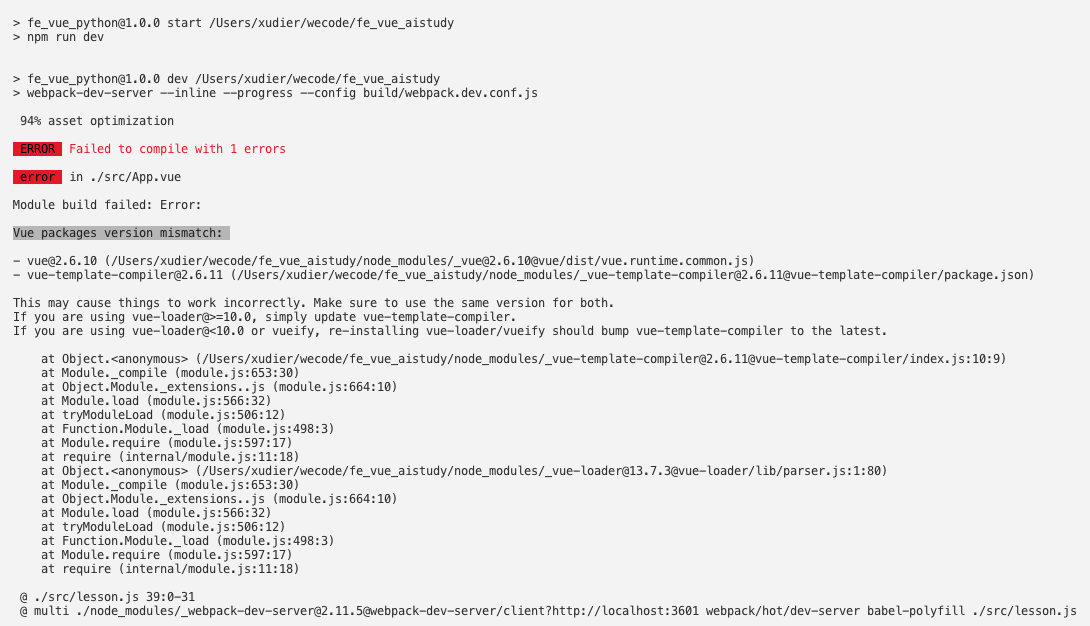 > fe_vue_python@1.0.0 start /Users/xudier/wecode/fe_vue_aistudy
> npm run dev
> fe_vue_python@1.0.0 dev /Users/xudier/wecode/fe_vue_aistudy
> webpack-dev-server --inline --progress --config build/webpack.dev.conf.js
94% asset optimization
ERROR Failed to compile with 1 errors
error in ./src/App.vue
Module build failed: Error:
Vue packages version mismatch:
- vue@2.6.10 (/Users/xudier/wecode/fe_vue_aistudy/node_modules/_vue@2.6.10@vue/dist/vue.runtime.common.js)
- vue-template-compiler@2.6.11 (/Users/xudier/wecode/fe_vue_aistudy/node_modules/_vue-template-compiler@2.6.11@vue-template-compiler/package.json)
This may cause things to work incorrectly. Make sure to use the same version for both.
If you are using vue-loader@>=10.0, simply update vue-template-compiler.
If you are using vue-loader@<10.0 or vueify, re-installing vue-loader/vueify should bump vue-template-compiler to the latest.
at Object.<anonymous> (/Users/xudier/wecode/fe_vue_aistudy/node_modules/_vue-template-compiler@2.6.11@vue-template-compiler/index.js:10:9)
at Module._compile (module.js:653:30)
at Object.Module._extensions..js (module.js:664:10)
at Module.load (module.js:566:32)
at tryModuleLoad (module.js:506:12)
at Function.Module._load (module.js:498:3)
at Module.require (module.js:597:17)
at require (internal/module.js:11:18)
at Object.<anonymous> (/Users/xudier/wecode/fe_vue_aistudy/node_modules/_vue-loader@13.7.3@vue-loader/lib/parser.js:1:80)
at Module._compile (module.js:653:30)
at Object.Module._extensions..js (module.js:664:10)
at Module.load (module.js:566:32)
at tryModuleLoad (module.js:506:12)
at Function.Module._load (module.js:498:3)
at Module.require (module.js:597:17)
at require (internal/module.js:11:18)
@ ./src/lesson.js 39:0-31
@ multi ./node_modules/_webpack-dev-server@2.11.5@webpack-dev-server/client?http://localhost:3601 webpack/hot/dev-server babel-polyfill ./src/lesson.js